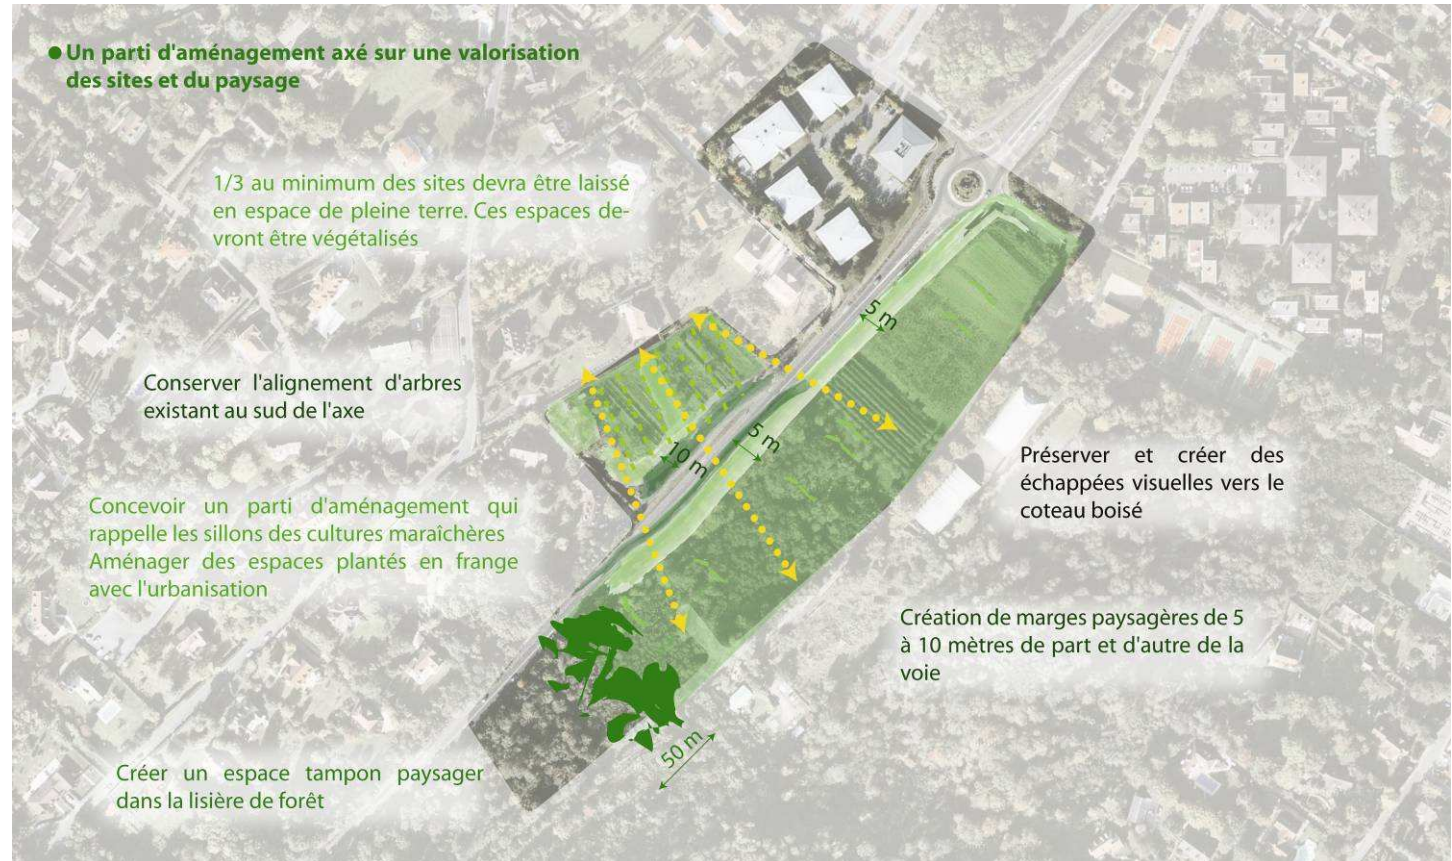 ● Un parti d'aménagement axé sur une valorisation
des sites et du paysage
1/3 au minimum des sites devra être laissé
en espace de pleine terre. Ces espaces de-
vront être végétalisés
5 m
Conserver l'alignement d'arbres
existant au sud de l'axe
5 m
10 m
Préserver et créer des
échappées visuelles vers le
coteau boisé
Concevoir un parti d'aménagement qui
rappelle les sillons des cultures maraîchères
Aménager des espaces plantés en frange
avec l'urbanisation
Création de marges paysagères de 5
à 10 mètres de part et d'autre de la
voie
50 m
Créer un espace tampon paysager
dans la lisière de forêt